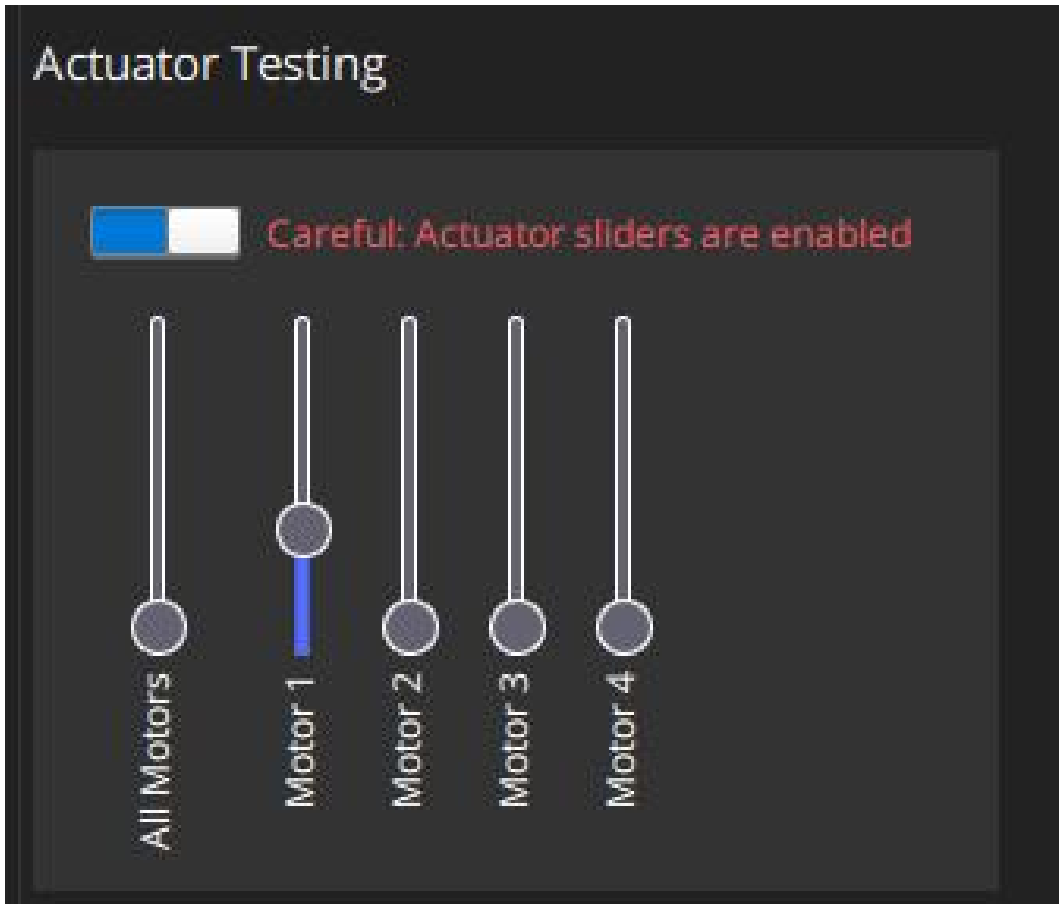 Actuator Testing
Careful: Actuator sliders are enabled
All Motors
Motor 1
Motor 2
Motor 3
Motor 4